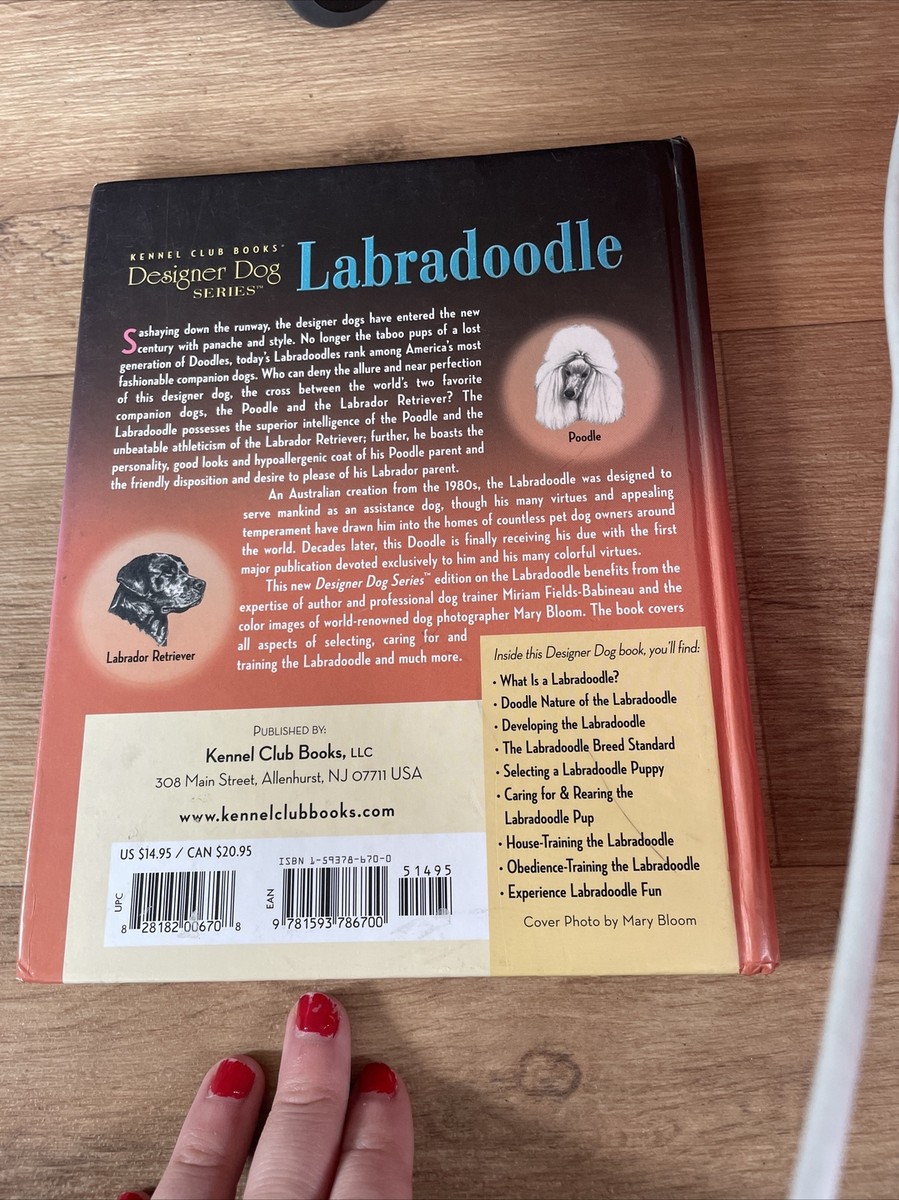 KENNEL CLUB BOOKS®
Designer Dog
SERIES™
Labradoodle
Sashaying down the runway, the designer dogs have entered the new
century with panache and style. No longer the taboo pups of a lost
generation of Doodles, today's Labradoodles rank among America's most
fashionable companion dogs. Who can deny the allure and near perfection
of this designer dog, the cross between the world's two favorite
companion dogs, the Poodle and the Labrador Retriever? The
Labradoodle possesses the superior intelligence of the Poodle and the
unbeatable athleticism of the Labrador Retriever; further, he boasts the
personality, good looks and hypoallergenic coat of his Poodle parent and
the friendly disposition and desire to please of his Labrador parent.
Poodle
An Australian creation from the 1980s, the Labradoodle was designed to
serve mankind as an assistance dog, though his many virtues and appealing
temperament have drawn him into the homes of countless pet dog owners around
the world. Decades later, this Doodle is finally receiving his due with the first
major publication devoted exclusively to him and his many colorful virtues.
This new Designer Dog Series™ edition on the Labradoodle benefits from the
expertise of author and professional dog trainer Miriam Fields-Babineau and the
color images of world-renowned dog photographer Mary Bloom. The book covers
all aspects of selecting, caring for and
training the Labradoodle and much more.
Labrador Retriever
Inside this Designer Dog book, you'll find:
• What Is a Labradoodle?
• Doodle Nature of the Labradoodle
• Developing the Labradoodle
• The Labradoodle Breed Standard
• Selecting a Labradoodle Puppy
• Caring for & Rearing the
Labradoodle Pup
• House-Training the Labradoodle
• Obedience-Training the Labradoodle
• Experience Labradoodle Fun
Cover Photo by Mary Bloom
PUBLISHED BY:
Kennel Club Books, LLC
308 Main Street, Allenhurst, NJ 07711 USA
www.kennelclubbooks.com
US $14.95 / CAN $20.95
UPC
8 28182 00670 8
ISBN 1-59378-670-0
EAN
9 781593 786700
51495